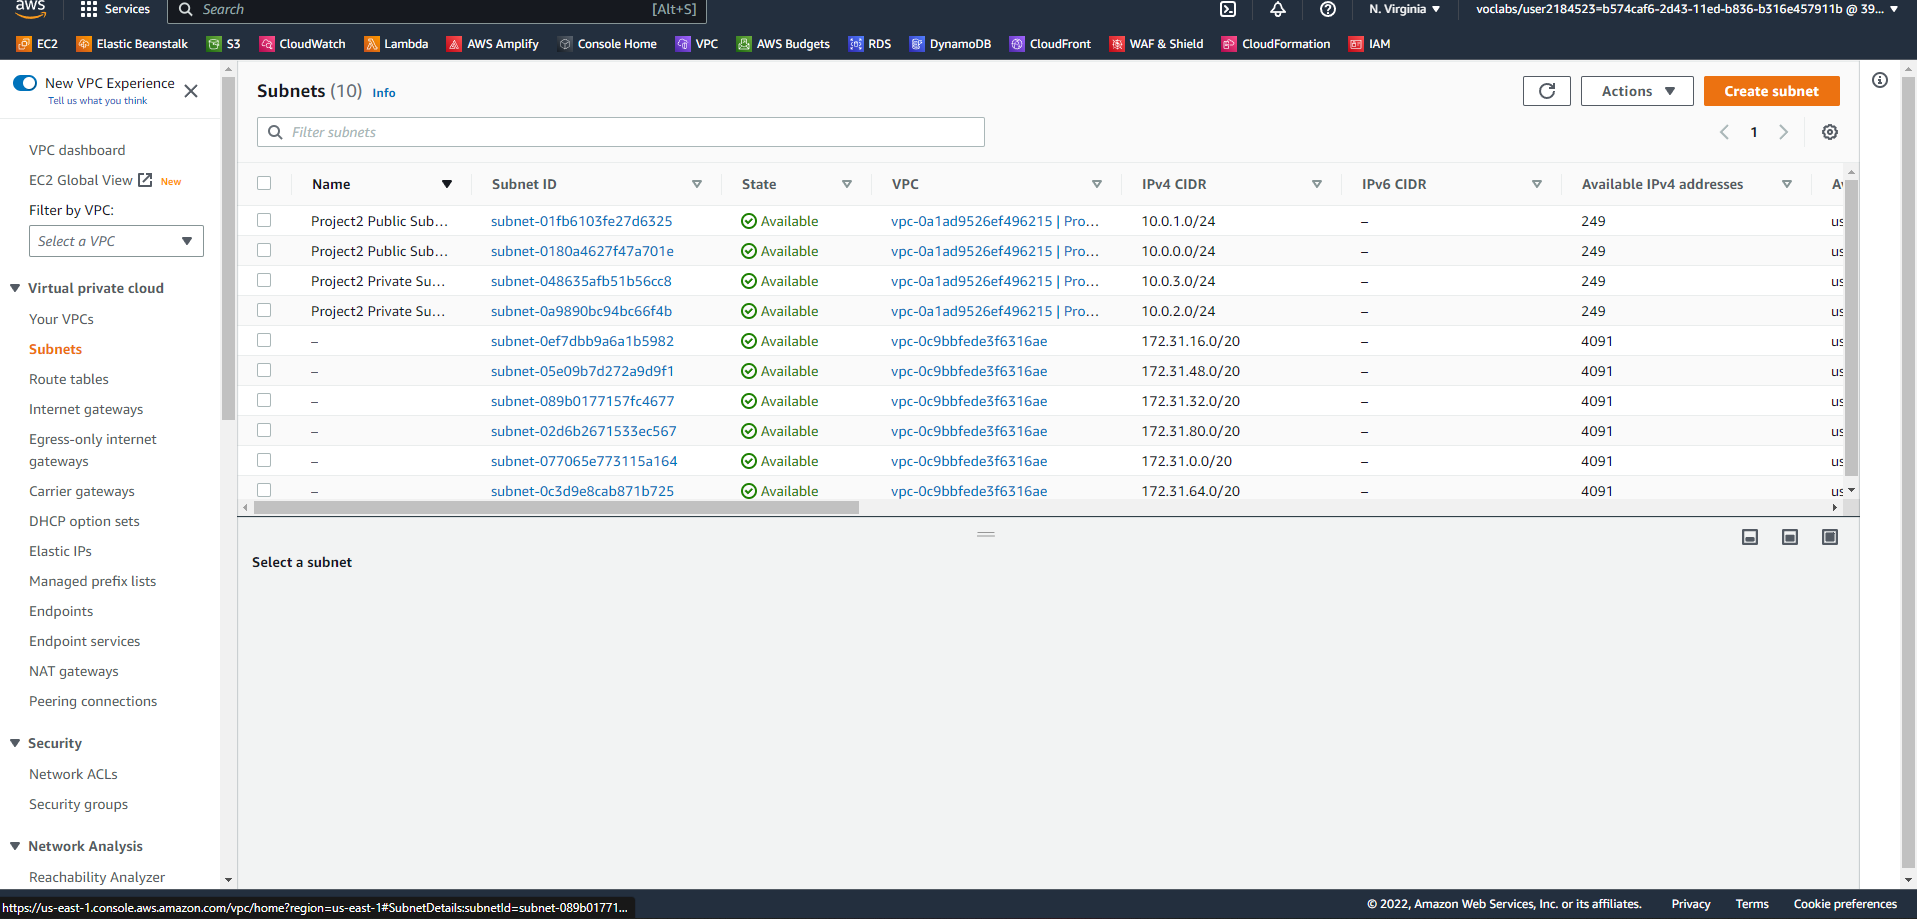 aws Services Search [Alt+S] N. Virginia voclabs/user2184523=b574caf6-2d43-11ed-b836-b316e457911b @ 39...
EC2 Elastic Beanstalk S3 CloudWatch Lambda AWS Amplify Console Home VPC AWS Budgets RDS DynamoDB CloudFront WAF & Shield CloudFormation IAM
New VPC Experience
Tell us what you think
VPC dashboard
EC2 Global View New
Filter by VPC:
Select a VPC
Virtual private cloud
Your VPCs
Subnets
Route tables
Internet gateways
Egress-only internet
gateways
Carrier gateways
DHCP option sets
Elastic IPs
Managed prefix lists
Endpoints
Endpoint services
NAT gateways
Peering connections
Security
Network ACLs
Security groups
Network Analysis
Reachability Analyzer
Subnets (10) Info
Actions
Create subnet
Filter subnets
1
Name Subnet ID State VPC IPv4 CIDR IPv6 CIDR Available IPv4 addresses
Project2 Public Sub... subnet-01fb6103fe27d6325 Available vpc-0a1ad9526ef496215 | Pro... 10.0.1.0/24 – 249 us
Project2 Public Sub... subnet-0180a4627f47a701e Available vpc-0a1ad9526ef496215 | Pro... 10.0.0.0/24 – 249 us
Project2 Private Su... subnet-048635afb51b56cc8 Available vpc-0a1ad9526ef496215 | Pro... 10.0.3.0/24 – 249 us
Project2 Private Su... subnet-0a9890bc94bc66f4b Available vpc-0a1ad9526ef496215 | Pro... 10.0.2.0/24 – 249 us
– subnet-0ef7dbb9a6a1b5982 Available vpc-0c9bbfede3f6316ae 172.31.16.0/20 – 4091 us
– subnet-05e09b7d272a9d9f1 Available vpc-0c9bbfede3f6316ae 172.31.48.0/20 – 4091 us
– subnet-089b0177157fc4677 Available vpc-0c9bbfede3f6316ae 172.31.32.0/20 – 4091 us
– subnet-02d6b2671533ec567 Available vpc-0c9bbfede3f6316ae 172.31.80.0/20 – 4091 us
– subnet-077065e773115a164 Available vpc-0c9bbfede3f6316ae 172.31.0.0/20 – 4091 us
– subnet-0c3d9e8cab871b725 Available vpc-0c9bbfede3f6316ae 172.31.64.0/20 – 4091 us
Select a subnet
https://us-east-1.console.aws.amazon.com/vpc/home?region=us-east-1#SubnetDetails:subnetId=subnet-089b01771...
© 2022, Amazon Web Services, Inc. or its affiliates. Privacy Terms Cookie preferences